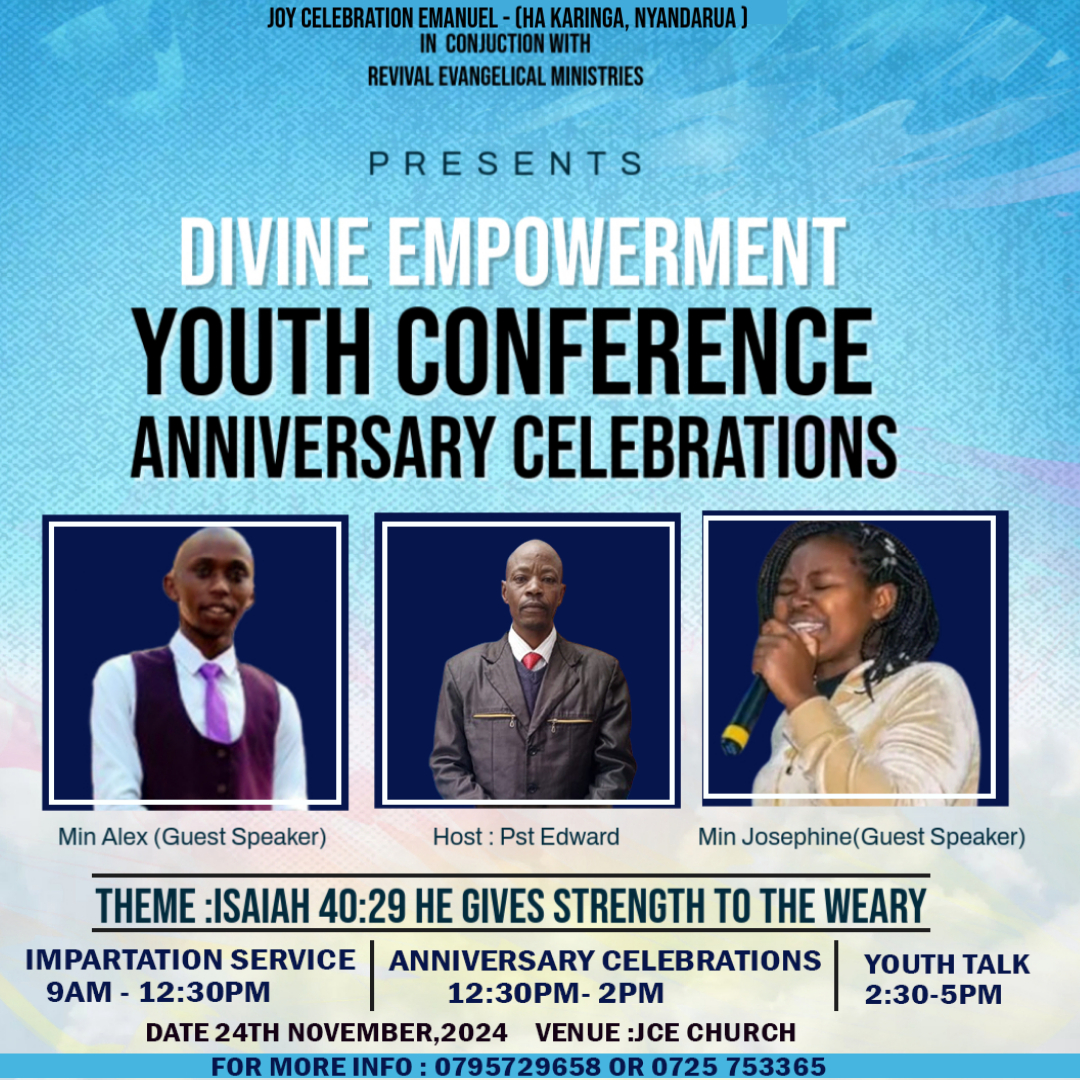 JOY CELEBRATION EMANUEL - (HA KARINGA, NYANDARUA )
IN CONJUCTION WITH
REVIVAL EVANGELICAL MINISTRIES
PRESENTS
DIVINE EMPOWERMENT
YOUTH CONFERENCE
ANNIVERSARY CELEBRATIONS
Min Alex (Guest Speaker)
Host : Pst Edward
Min Josephine(Guest Speaker)
THEME :ISAIAH 40:29 HE GIVES STRENGTH TO THE WEARY
IMPARTATION SERVICE
9AM - 12:30PM
ANNIVERSARY CELEBRATIONS
12:30PM- 2PM
YOUTH TALK
2:30-5PM
DATE 24TH NOVEMBER,2024 VENUE :JCE CHURCH
FOR MORE INFO : 0795729658 OR 0725 753365